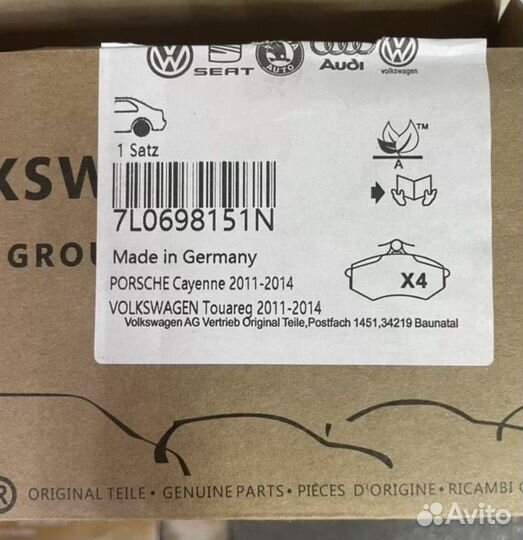 SEAT
AUTO
Audi
volkswagen
TM
1 Satz
A
7L0698151N
KSW
GROU
Made in Germany
PORSCHE Cayenne 2011-2014
X4
VOLKSWAGEN Touareg 2011-2014
Volkswagen AG Vertrieb Original Teile,Postfach 1451,34219 Baunatal
R ORIGINAL TEILE • GENUINE PARTS • PIÈCES D'ORIGINE • RICAMBI
Avito